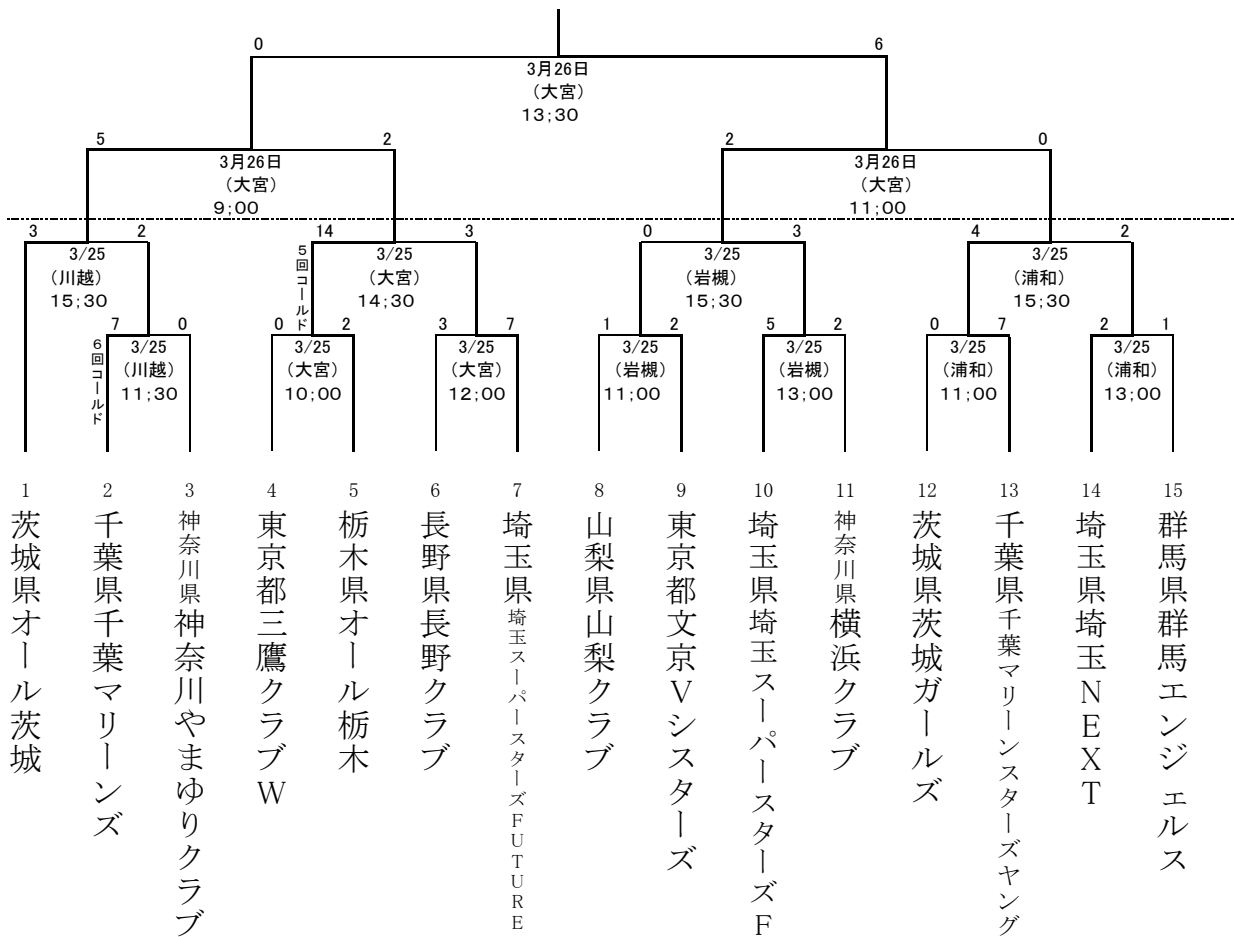 0 6
3月26日
（大宮）
13;30
5 2 2 0
3月26日 3月26日
（大宮） （大宮）
9;00 11;00
3 2 14 3 0 3 4 2
3/25 3/25 3/25 3/25
（川越） （大宮） （岩槻） （浦和）
15;30 14;30 15;30 15;30
5回コールド
7 0 0 2 3 7 1 2 5 2 0 7 2 1
3/25 3/25 3/25 3/25 3/25 3/25 3/25
（川越） （大宮） （大宮） （岩槻） （岩槻） （浦和） （浦和）
11;30 10;00 12;00 11;00 13;00 11;00 13;00
6回コールド
1 2 3 4 5 6 7 8 9 10 11 12 13 14 15
茨城県オール茨城
千葉県千葉マリーンズ
神奈川県神奈川やまゆりクラブ
東京都三鷹クラブW
栃木県オール栃木
長野県長野クラブ
埼玉県埼玉スーパースターズFUTURE
山梨県山梨クラブ
東京都文京Vシスターズ
埼玉県埼玉スーパースターズF
神奈川県横浜クラブ
茨城県茨城ガールズ
千葉県千葉マリーンスターズヤング
埼玉県埼玉NEXT
群馬県群馬エンジェルス